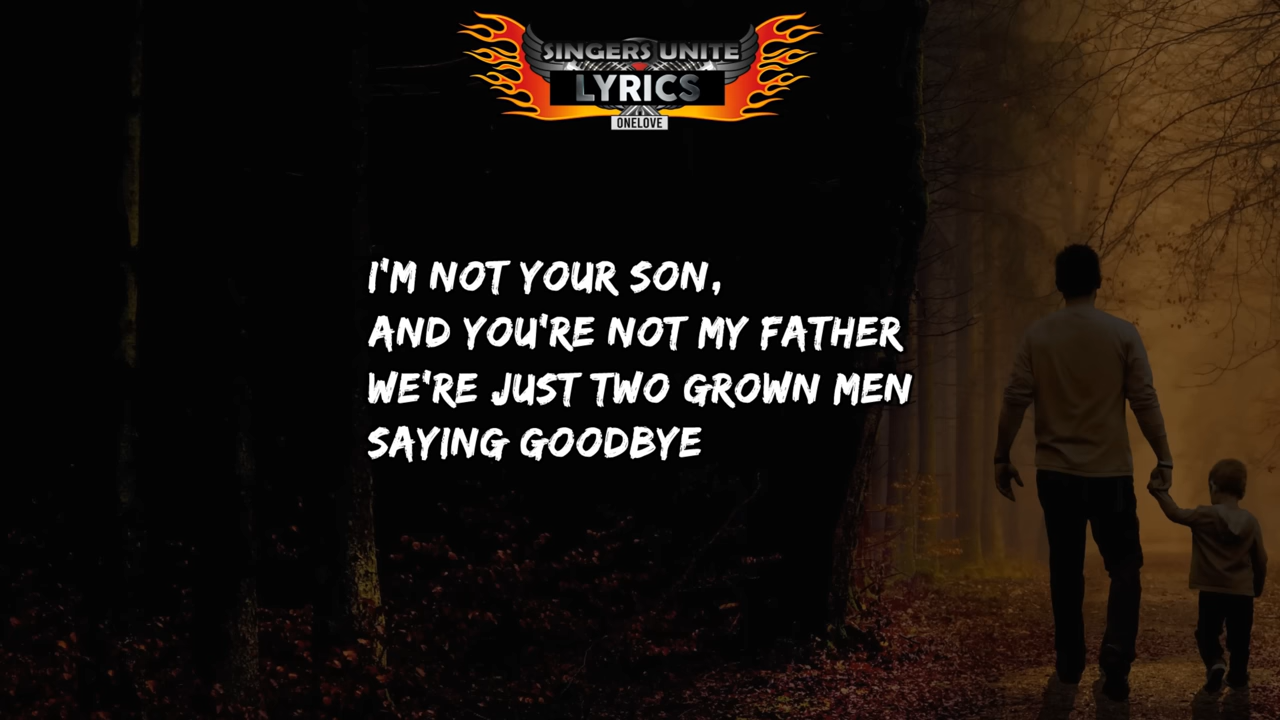 SINGERS UNITE
LYRICS
ONELOVE
I'M NOT YOUR SON,
AND YOU'RE NOT MY FATHER
WE'RE JUST TWO GROWN MEN
SAYING GOODBYE